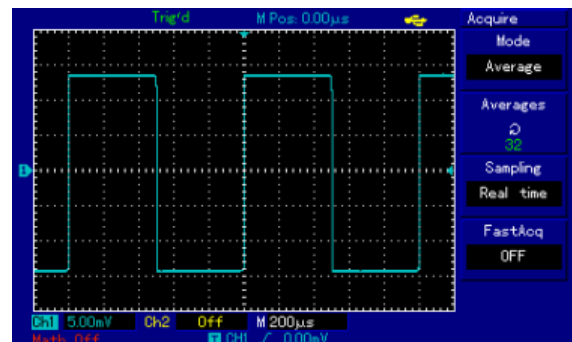 Trig'd M Pos: 0.00μs Acquire
Mode
Average
Averages
32
Sampling
Real time
FastAcq
OFF
1
Ch1 5.00mV Ch2 Off M 200μs
Math Off T CH1 / 0.00mV